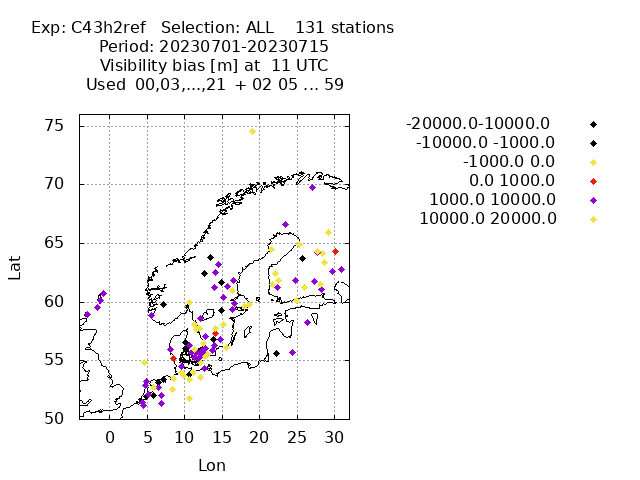 Exp: C43h2ref   Selection: ALL    131 stations
Period: 20230701-20230715
Visibility bias [m] at  11 UTC
Used  00,03,...,21  + 02 05 ... 59
75
70
65
60
55
50
0 5 10 15 20 25 30
Lat
Lon
-20000.0-10000.0
-10000.0 -1000.0
-1000.0 0.0
0.0 1000.0
1000.0 10000.0
10000.0 20000.0